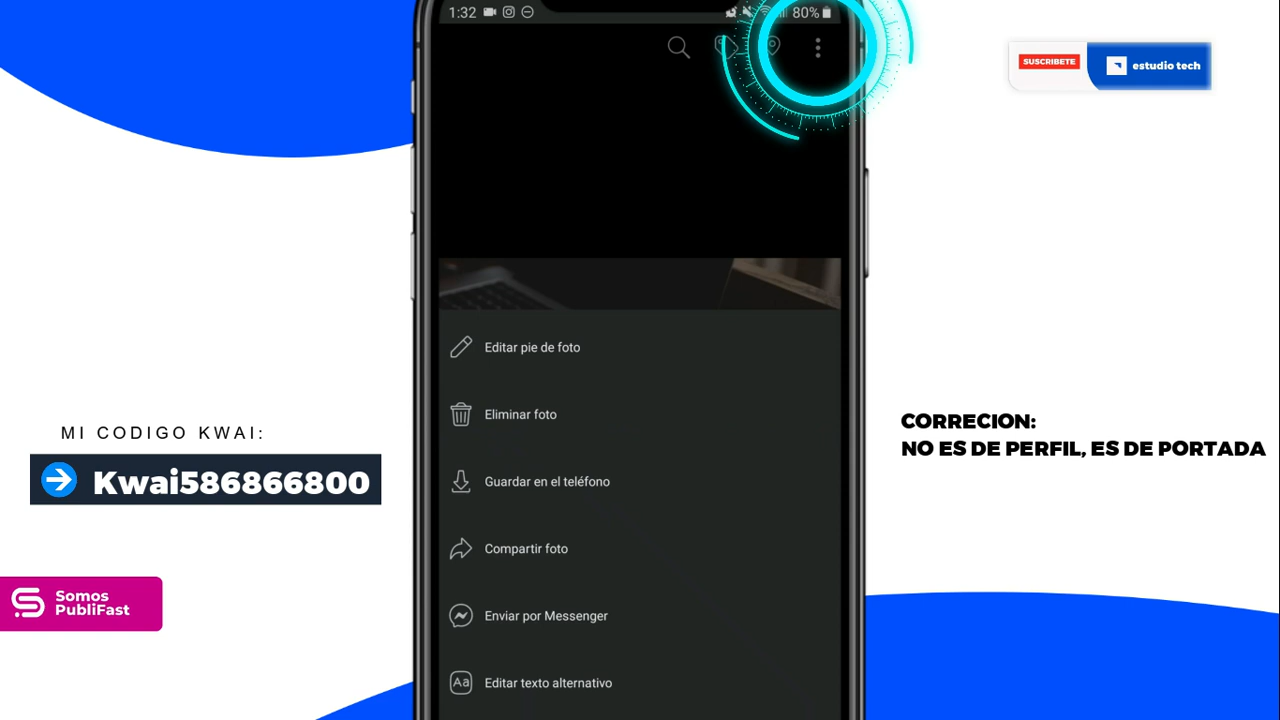 1:32
80%
SUSCRIBETE
estudio tech
Editar pie de foto
Eliminar foto
Guardar en el teléfono
Compartir foto
Enviar por Messenger
Aa Editar texto alternativo
MI CODIGO KWAI:
Kwai586866800
Somos
PubliFast
CORRECION:
NO ES DE PERFIL, ES DE PORTADA